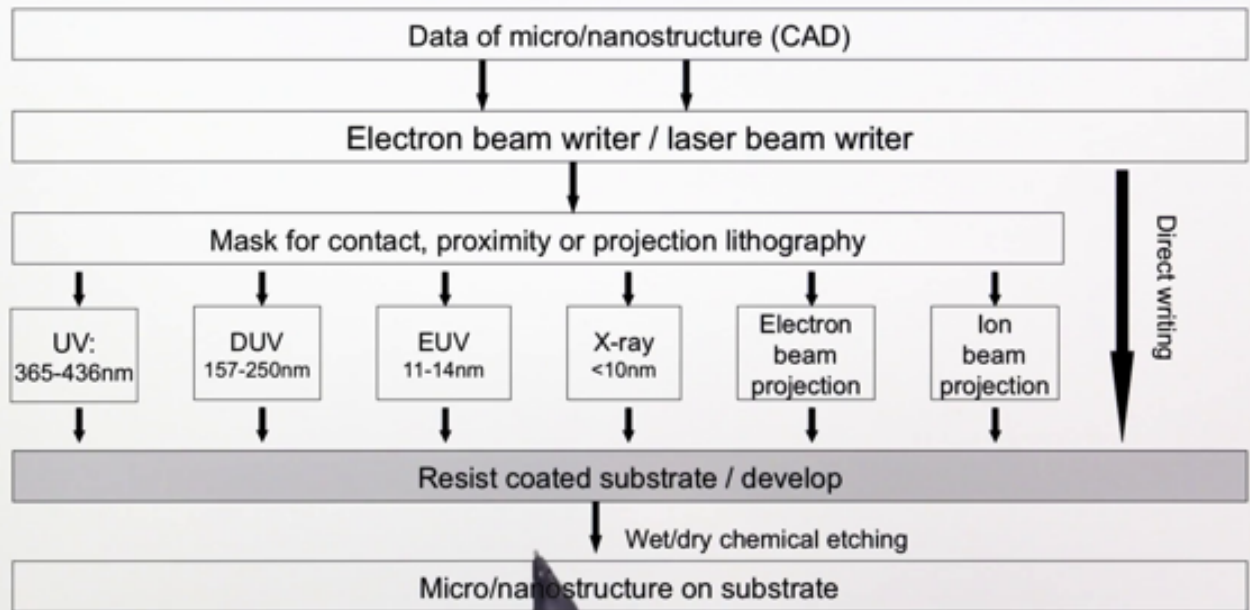 Data of micro/nanostructure (CAD)
Electron beam writer / laser beam writer
Mask for contact, proximity or projection lithography
Direct writing
UV:
365-436nm
DUV
157-250nm
EUV
11-14nm
X-ray
<10nm
Electron
beam
projection
Ion
beam
projection
Resist coated substrate / develop
Wet/dry chemical etching
Micro/nanostructure on substrate